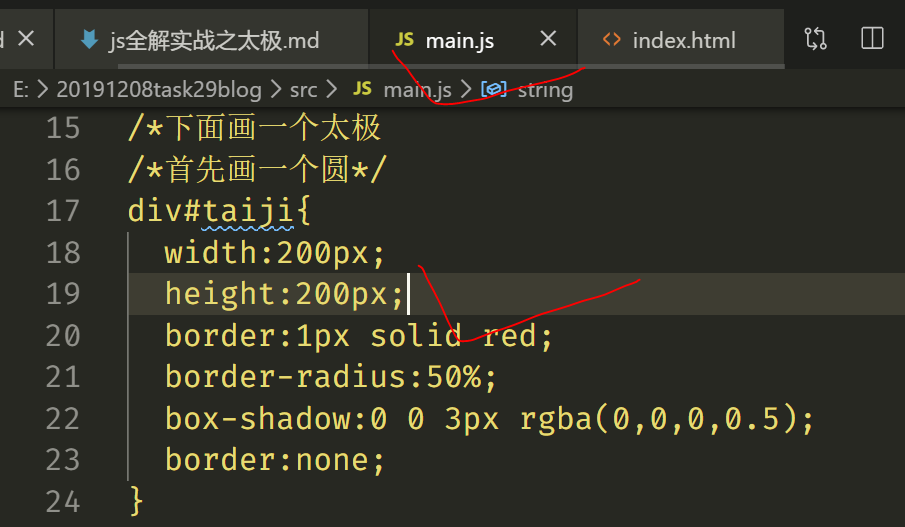 js全解实战之太极.md JS main.js index.html
E: > 20191208task29blog > src > JS main.js > string
15 /*下面画一个太极
16 /*首先画一个圆*/
17 div#taiji{
18 width:200px;
19 height:200px;
20 border:1px solid red;
21 border-radius:50%;
22 box-shadow:0 0 3px rgba(0,0,0,0.5);
23 border:none;
24 }